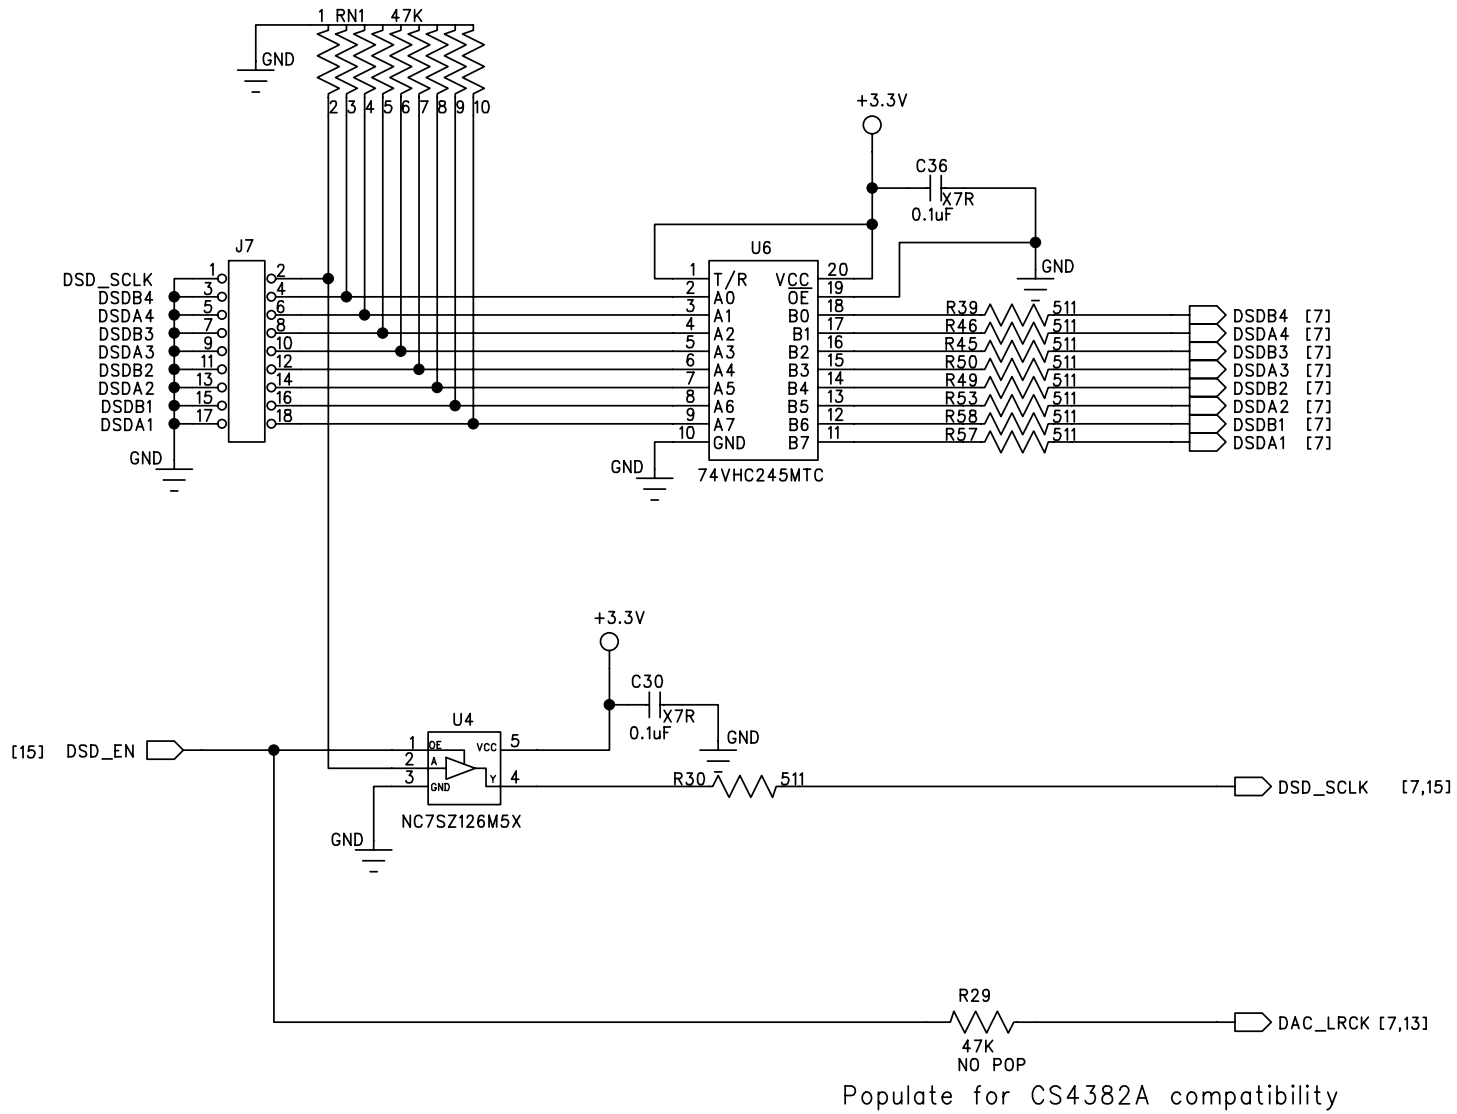 1 RN1 47K
GND
2 3 4 5 6 7 8 9 10
+3.3V
C36
X7R
0.1uF
GND
J7
U6
DSD_SCLK 1 2
DSDB4 3 4
DSDA4 5 6
DSDB3 7 8
DSDA3 9 10
DSDB2 11 12
DSDA2 13 14
DSDB1 15 16
DSDA1 17 18
GND
1 T/R VCC 20
2 A0 OE 19
3 A1 B0 18 R39 511 DSDB4 [7]
4 A2 B1 17 R46 511 DSDA4 [7]
5 A3 B2 16 R45 511 DSDB3 [7]
6 A4 B3 15 R50 511 DSDA3 [7]
7 A5 B4 14 R49 511 DSDB2 [7]
8 A6 B5 13 R53 511 DSDA2 [7]
9 A7 B6 12 R58 511 DSDB1 [7]
10 GND B7 11 R57 511 DSDA1 [7]
GND
74VHC245MTC
+3.3V
C30
X7R
0.1uF
GND
U4
[15] DSD_EN
1 OE VCC 5
2 A
3 GND Y 4
GND
NC7SZ126M5X
R30 511
DSD_SCLK [7,15]
R29
47K
NO POP
DAC_LRCK [7,13]
Populate for CS4382A compatibility